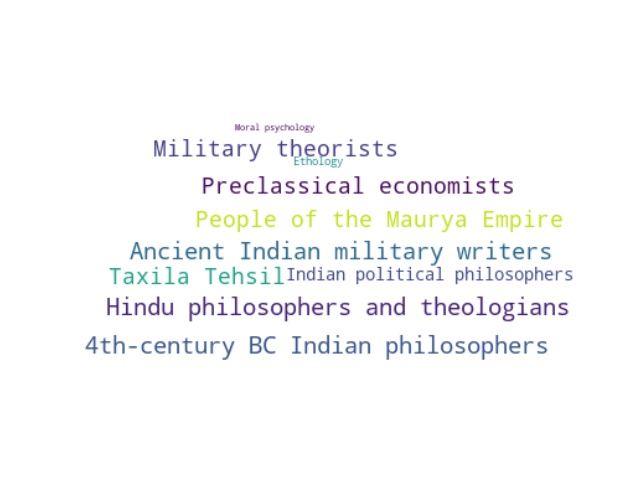 Moral psychology
Military theorists
Ethology
Preclassical economists
People of the Maurya Empire
Ancient Indian military writers
Taxila Tehsil Indian political philosophers
Hindu philosophers and theologians
4th-century BC Indian philosophers